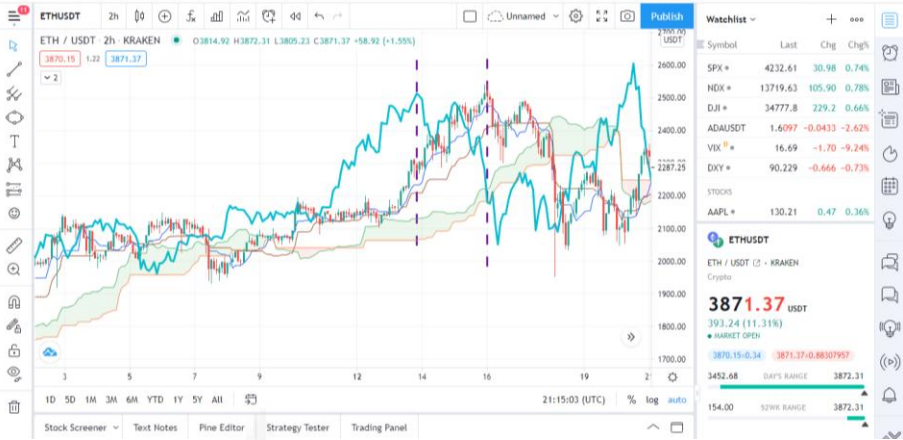 11
ETHUSDT 2h Unnamed Publish
ETH / USDT · 2h · KRAKEN O3814.92 H3872.31 L3805.23 C3871.37 +58.92 (+1.55%)
USDT
3870.15 1.22 3871.37
2
2700.00
2600.00
2500.00
2400.00
2287.25
2200.00
2100.00
2000.00
1900.00
1800.00
1700.00
3 5 7 9 12 14 16 19 21
1D 5D 1M 3M 6M YTD 1Y 5Y All 21:15:03 (UTC) % log auto
Stock Screener Text Notes Pine Editor Strategy Tester Trading Panel
Watchlist
Symbol Last Chg Chg%
SPX 4232.61 30.98 0.74%
NDX 13719.63 105.90 0.78%
DJI 34777.8 229.2 0.66%
ADAUSDT 1.6097 -0.0433 -2.62%
VIX D 16.69 -1.70 -9.24%
DXY 90.229 -0.666 -0.73%
STOCKS
AAPL 130.21 0.47 0.36%
ETHUSDT
ETH / USDT · KRAKEN
Crypto
3871.37 USDT
393.24 (11.31%)
MARKET OPEN
3870.15×0.34 3871.37×0.88307957
3452.68 DAY'S RANGE 3872.31
154.00 52WK RANGE 3872.31